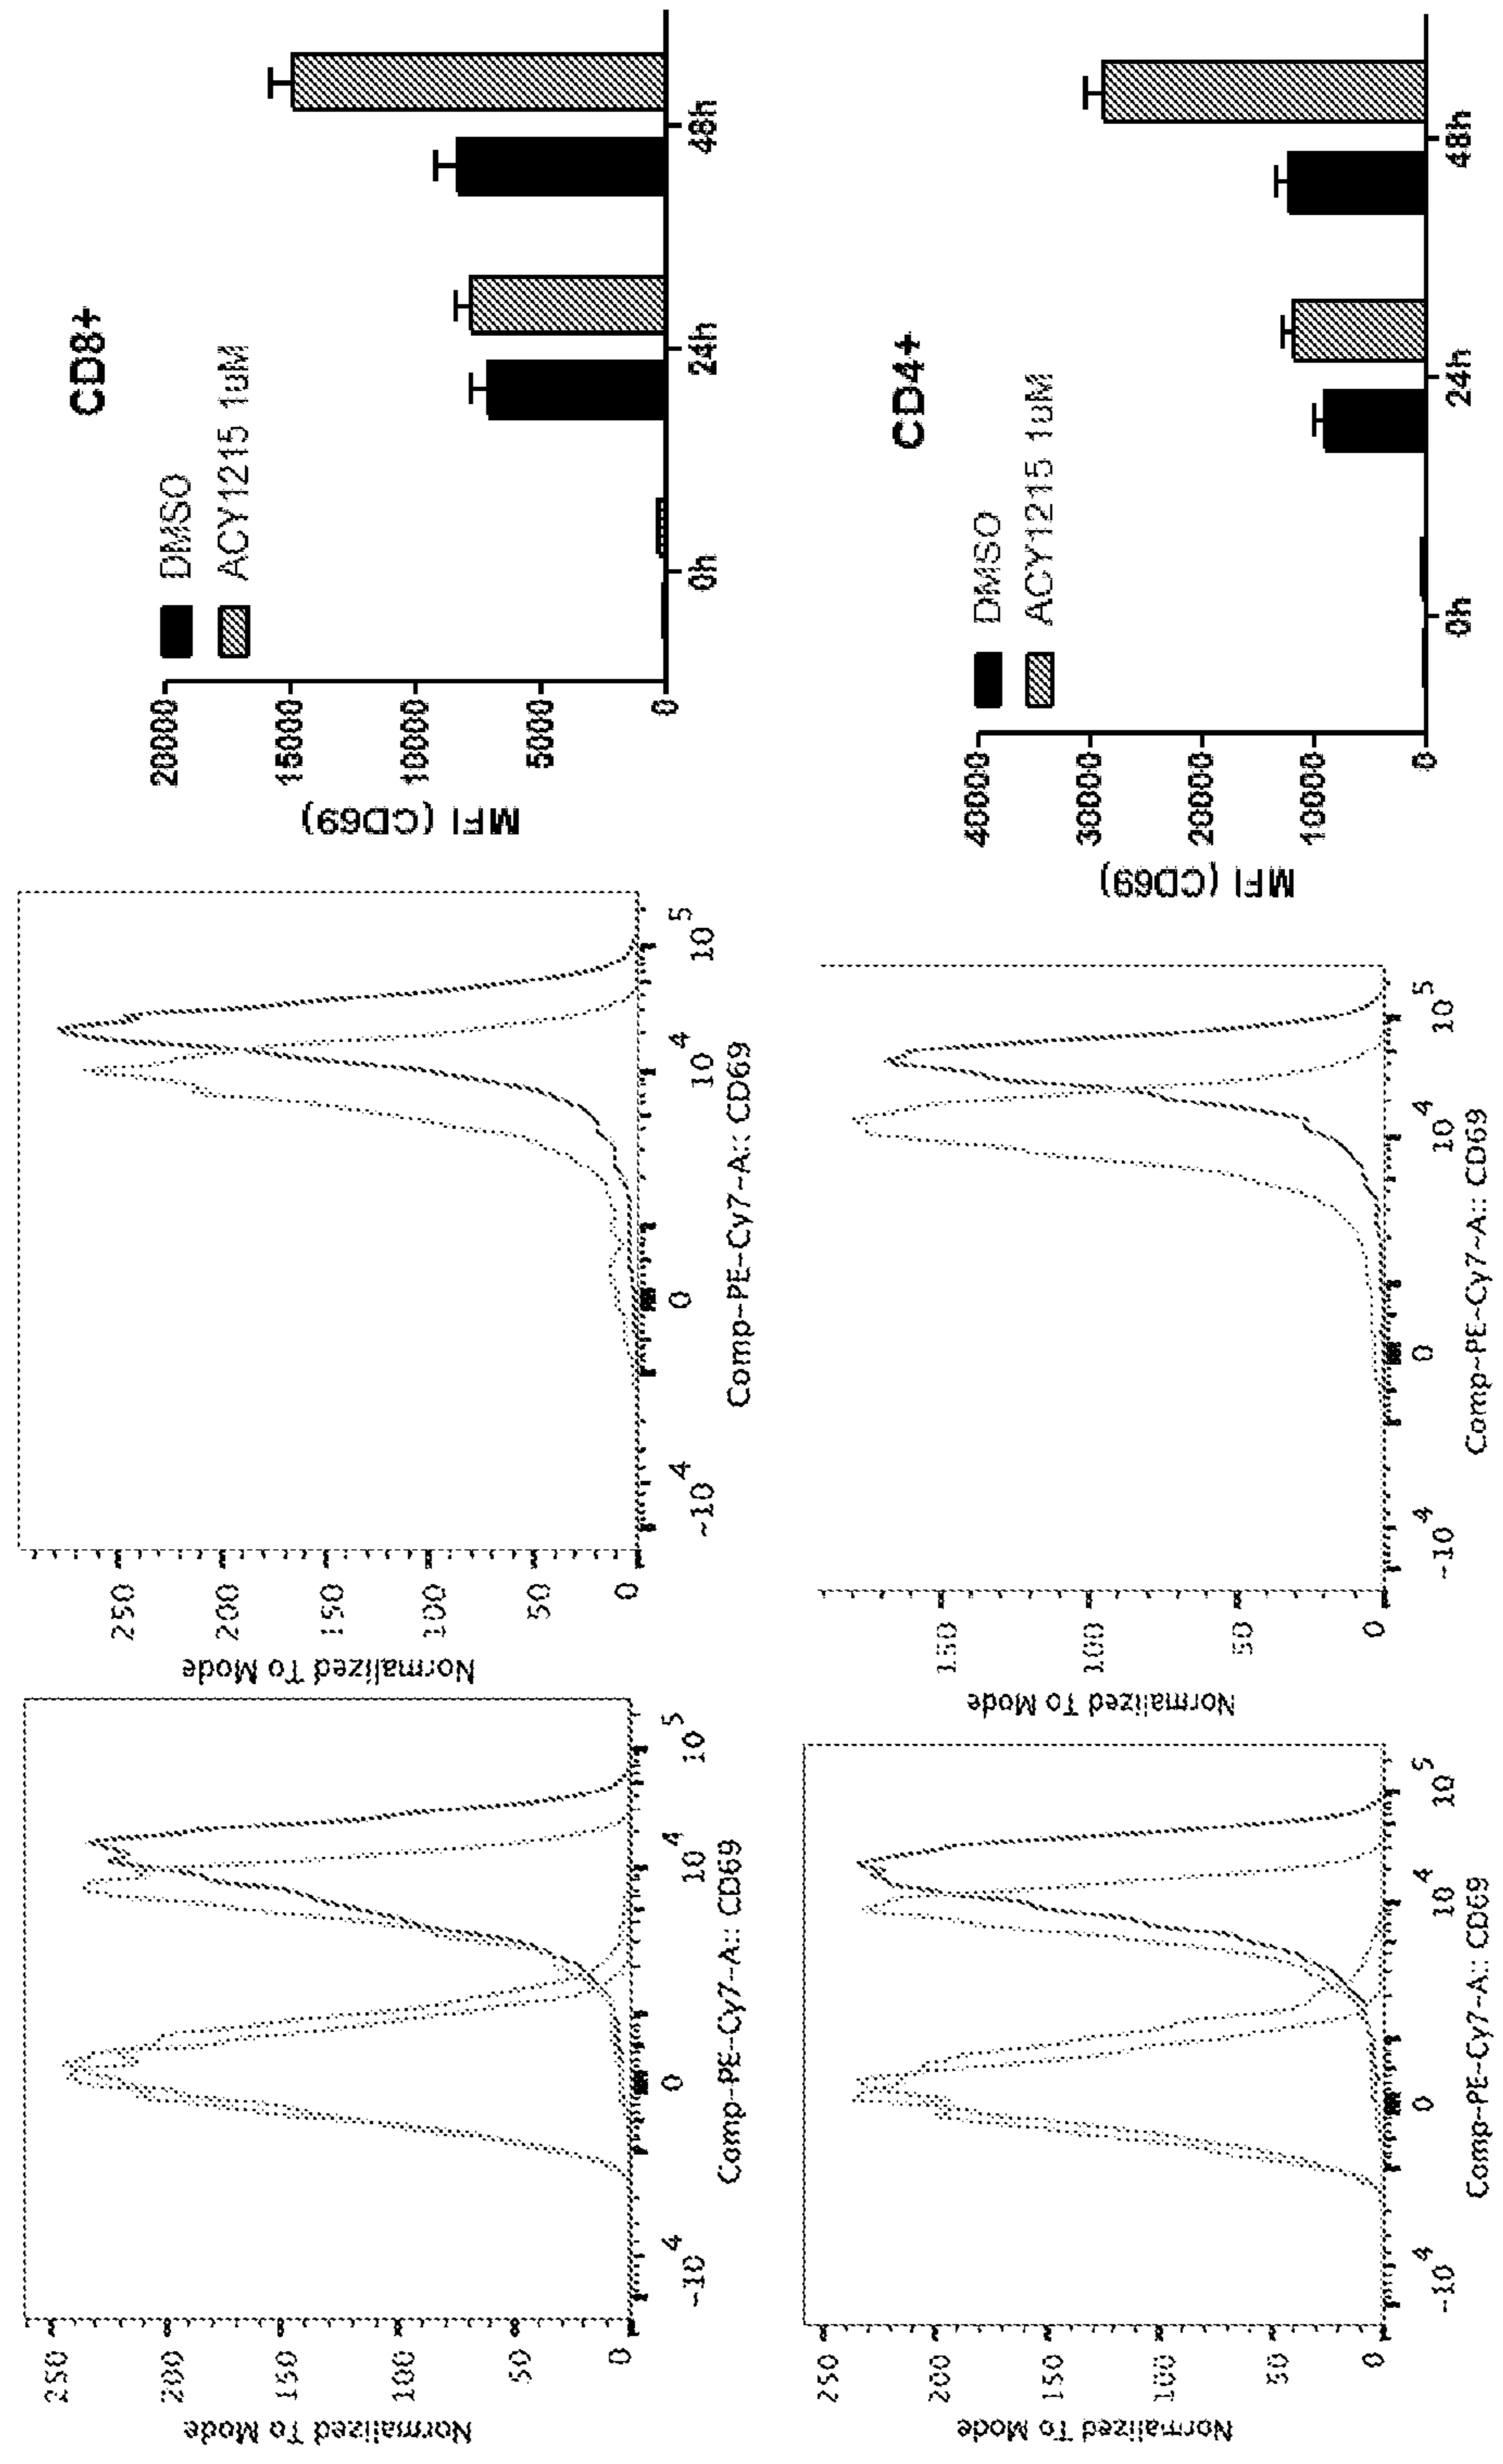 Normalized To Mode
250
200
150
100
50
0
-10^4
0
10^4
10^5
Comp-PE-Cy7-A:: CD69
Normalized To Mode
250
200
150
100
50
0
-10^4
0
10^4
10^5
Comp-PE-Cy7-A:: CD69
CD8+
DMSO
ACY1215 1uM
MFI (CD69)
20000
15000
10000
5000
0
0h
24h
48h
Normalized To Mode
250
200
150
100
50
0
-10^4
0
10^4
10^5
Comp-PE-Cy7-A:: CD69
Normalized To Mode
150
100
50
0
-10^4
0
10^4
10^5
Comp-PE-Cy7-A:: CD69
CD4+
DMSO
ACY1215 1uM
MFI (CD69)
40000
30000
20000
10000
0
0h
24h
48h